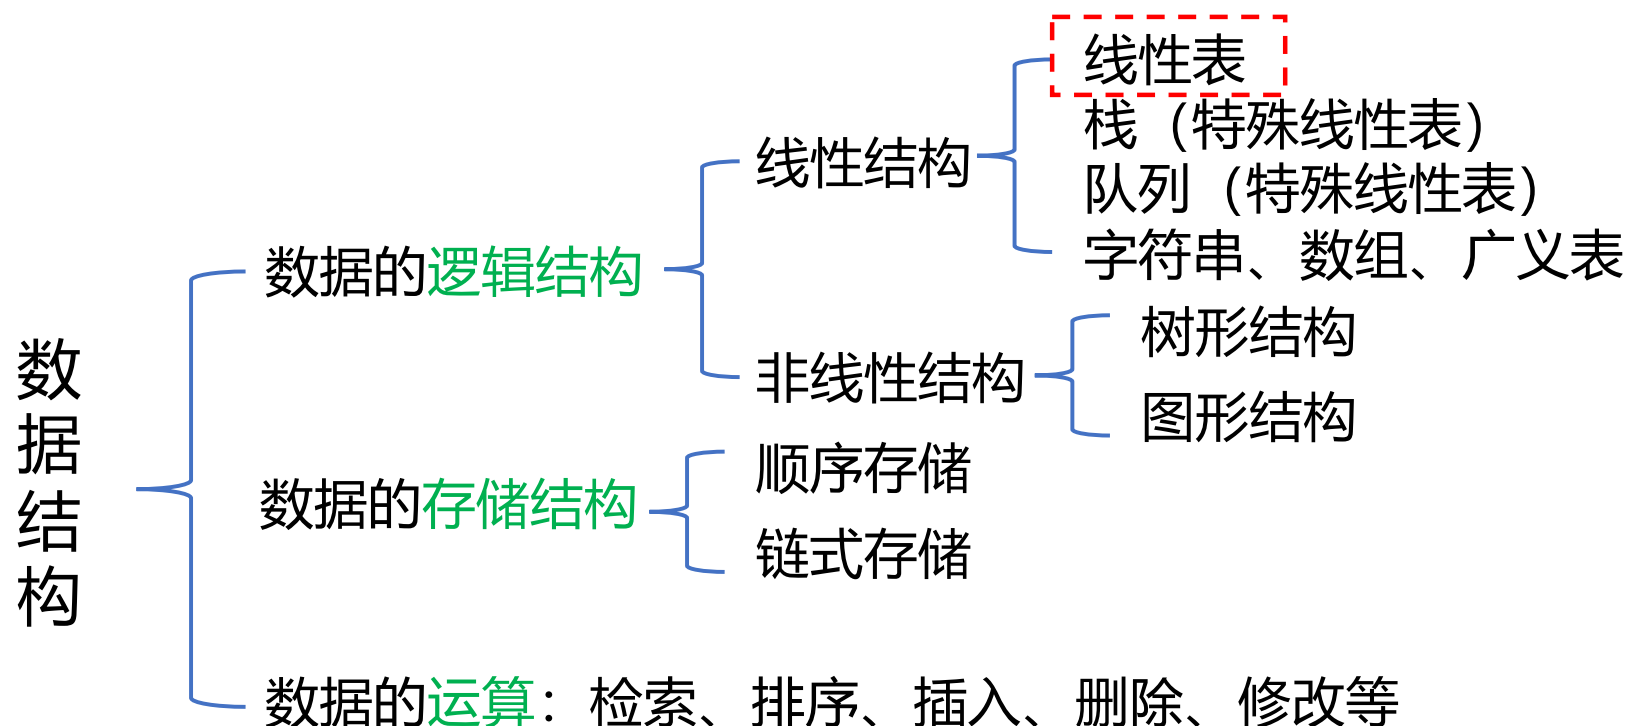 数据结构
数据的逻辑结构
线性结构
线性表
栈（特殊线性表）
队列（特殊线性表）
字符串、数组、广义表
非线性结构
树形结构
图形结构
数据的存储结构
顺序存储
链式存储
数据的运算：检索、排序、插入、删除、修改等